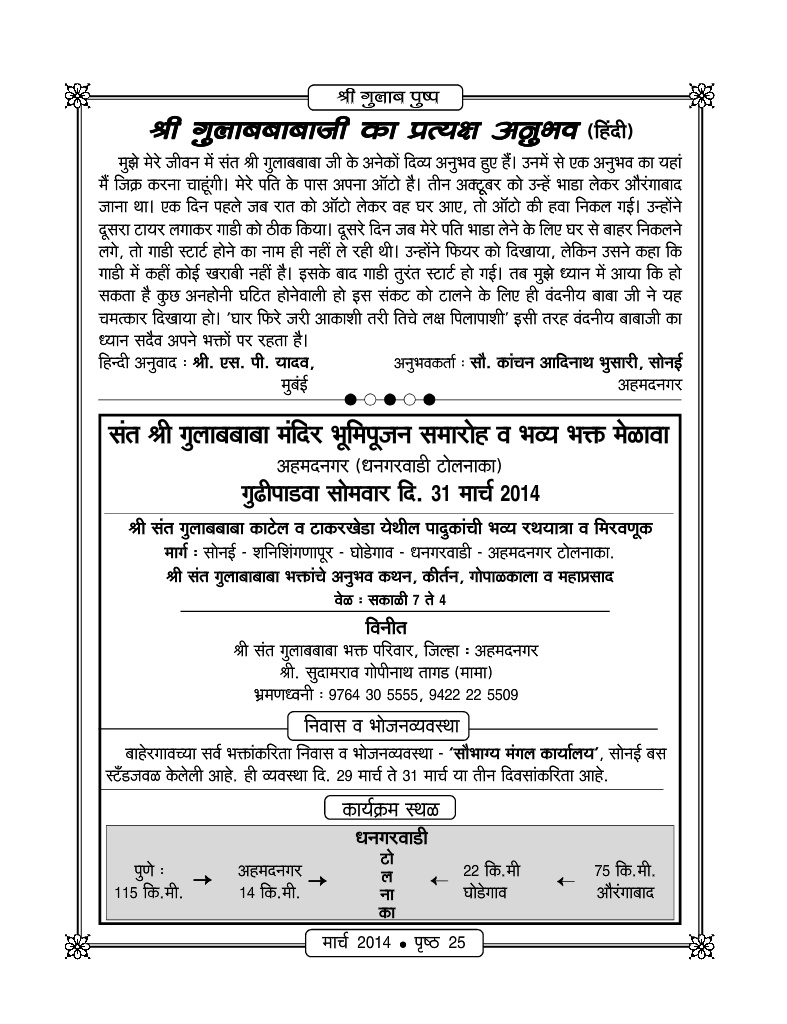 श्री गुलाब पुष्प
श्री गुलाबबाबाजी का प्रत्यक्ष अनुभव (हिंदी)
मुझे मेरे जीवन में संत श्री गुलाबबाबा जी के अनेकों दिव्य अनुभव हुए हैं। उनमें से एक अनुभव का यहां
मैं जिक्र करना चाहूंगी। मेरे पति के पास अपना ऑटो है। तीन अक्टूबर को उन्हें भाडा लेकर औरंगाबाद
जाना था। एक दिन पहले जब रात को ऑटो लेकर वह घर आए, तो ऑटो की हवा निकल गई। उन्होंने
दूसरा टायर लगाकर गाडी को ठीक किया। दूसरे दिन जब मेरे पति भाडा लेने के लिए घर से बाहर निकलने
लगे, तो गाडी स्टार्ट होने का नाम ही नहीं ले रही थी। उन्होंने फियर को दिखाया, लेकिन उसने कहा कि
गाडी में कहीं कोई खराबी नहीं है। इसके बाद गाडी तुरंत स्टार्ट हो गई। तब मुझे ध्यान में आया कि हो
सकता है कुछ अनहोनी घटित होनेवाली हो इस संकट को टालने के लिए ही वंदनीय बाबा जी ने यह
चमत्कार दिखाया हो। 'घार फिरे जरी आकाशी तरी तिचे लक्ष पिलापाशी' इसी तरह वंदनीय बाबाजी का
ध्यान सदैव अपने भक्तों पर रहता है।
हिन्दी अनुवाद : श्री. एस. पी. यादव, अनुभवकर्ता : सौ. कांचन आदिनाथ भुसारी, सोनई
मुबंई अहमदनगर
संत श्री गुलाबबाबा मंदिर भूमिपूजन समारोह व भव्य भक्त मेळावा
अहमदनगर (धनगरवाडी टोलनाका)
गुढीपाडवा सोमवार दि. 31 मार्च 2014
श्री संत गुलाबबाबा काटेल व टाकरखेडा येथील पादुकांची भव्य रथयात्रा व मिरवणूक
मार्ग : सोनई - शनिशिंगणापूर - घोडेगाव - धनगरवाडी - अहमदनगर टोलनाका.
श्री संत गुलाबाबाबा भक्तांचे अनुभव कथन, कीर्तन, गोपाळकाला व महाप्रसाद
वेळ : सकाळी 7 ते 4
विनीत
श्री संत गुलाबबाबा भक्त परिवार, जिल्हा : अहमदनगर
श्री. सुदामराव गोपीनाथ तागड (मामा)
भ्रमणध्वनी : 9764 30 5555, 9422 22 5509
निवास व भोजनव्यवस्था
बाहेरगावच्या सर्व भक्तांकरिता निवास व भोजनव्यवस्था - 'सौभाग्य मंगल कार्यालय', सोनई बस
स्टँडजवळ केलेली आहे. ही व्यवस्था दि. 29 मार्च ते 31 मार्च या तीन दिवसांकरिता आहे.
कार्यक्रम स्थळ
धनगरवाडी
टो
ल
ना
का
पुणे : → अहमदनगर → ← 22 कि.मी ← 75 कि.मी.
115 कि.मी. 14 कि.मी. घोडेगाव औरंगाबाद
मार्च 2014 ● पृष्ठ 25